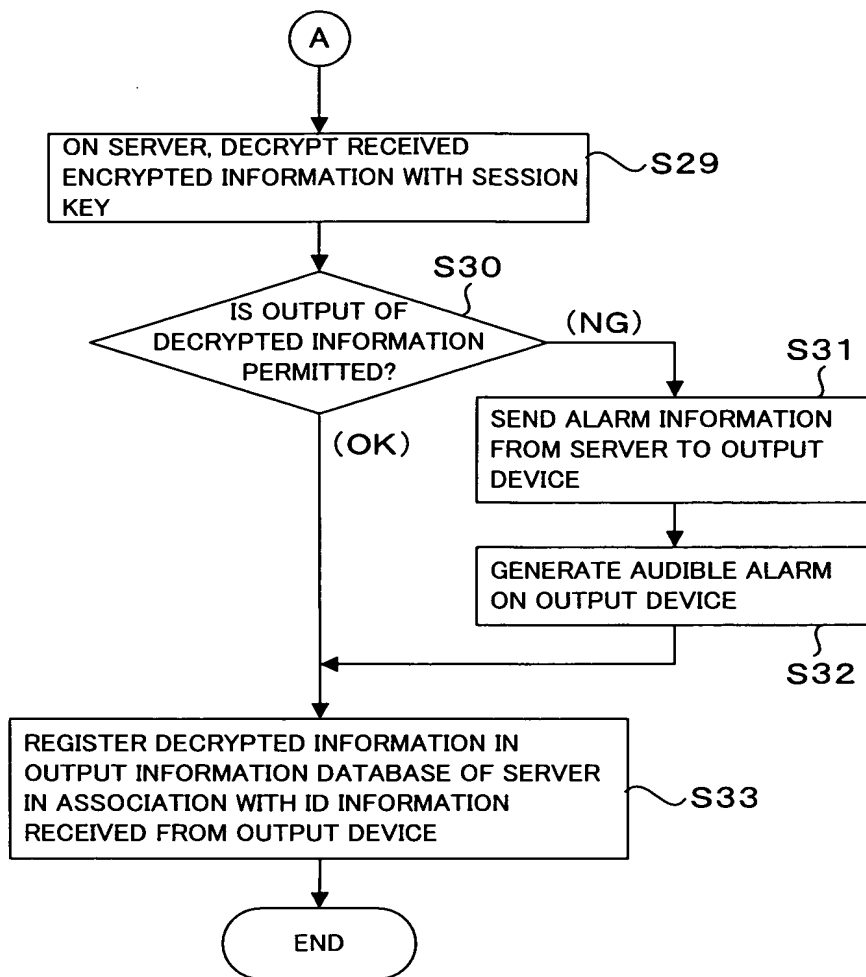 A
ON SERVER, DECRYPT RECEIVED
ENCRYPTED INFORMATION WITH SESSION
KEY
S29
S30
IS OUTPUT OF
DECRYPTED INFORMATION
PERMITTED?
(NG)
(OK)
S31
SEND ALARM INFORMATION
FROM SERVER TO OUTPUT
DEVICE
GENERATE AUDIBLE ALARM
ON OUTPUT DEVICE
S32
REGISTER DECRYPTED INFORMATION IN
OUTPUT INFORMATION DATABASE OF SERVER
IN ASSOCIATION WITH ID INFORMATION
RECEIVED FROM OUTPUT DEVICE
S33
END